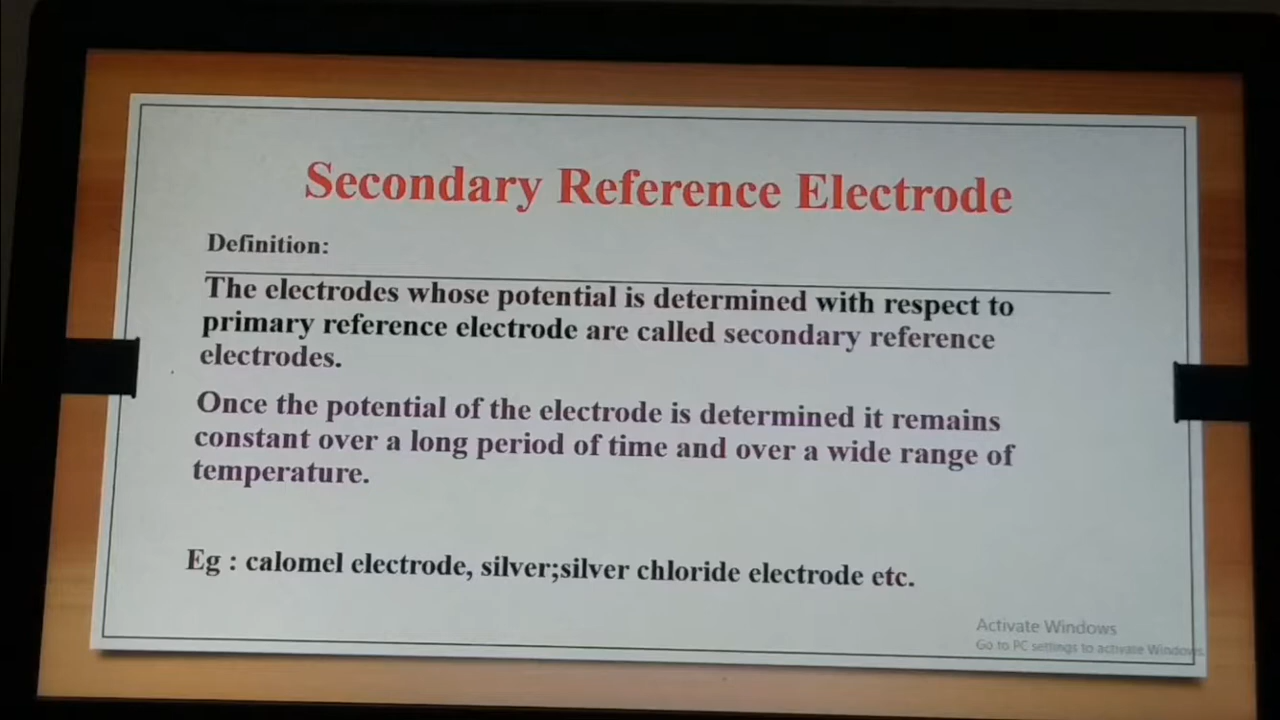 Secondary Reference Electrode
Definition:
The electrodes whose potential is determined with respect to
primary reference electrode are called secondary reference
electrodes.
Once the potential of the electrode is determined it remains
constant over a long period of time and over a wide range of
temperature.
Eg : calomel electrode, silver;silver chloride electrode etc.
Activate Windows
Go to PC settings to activate Windows.